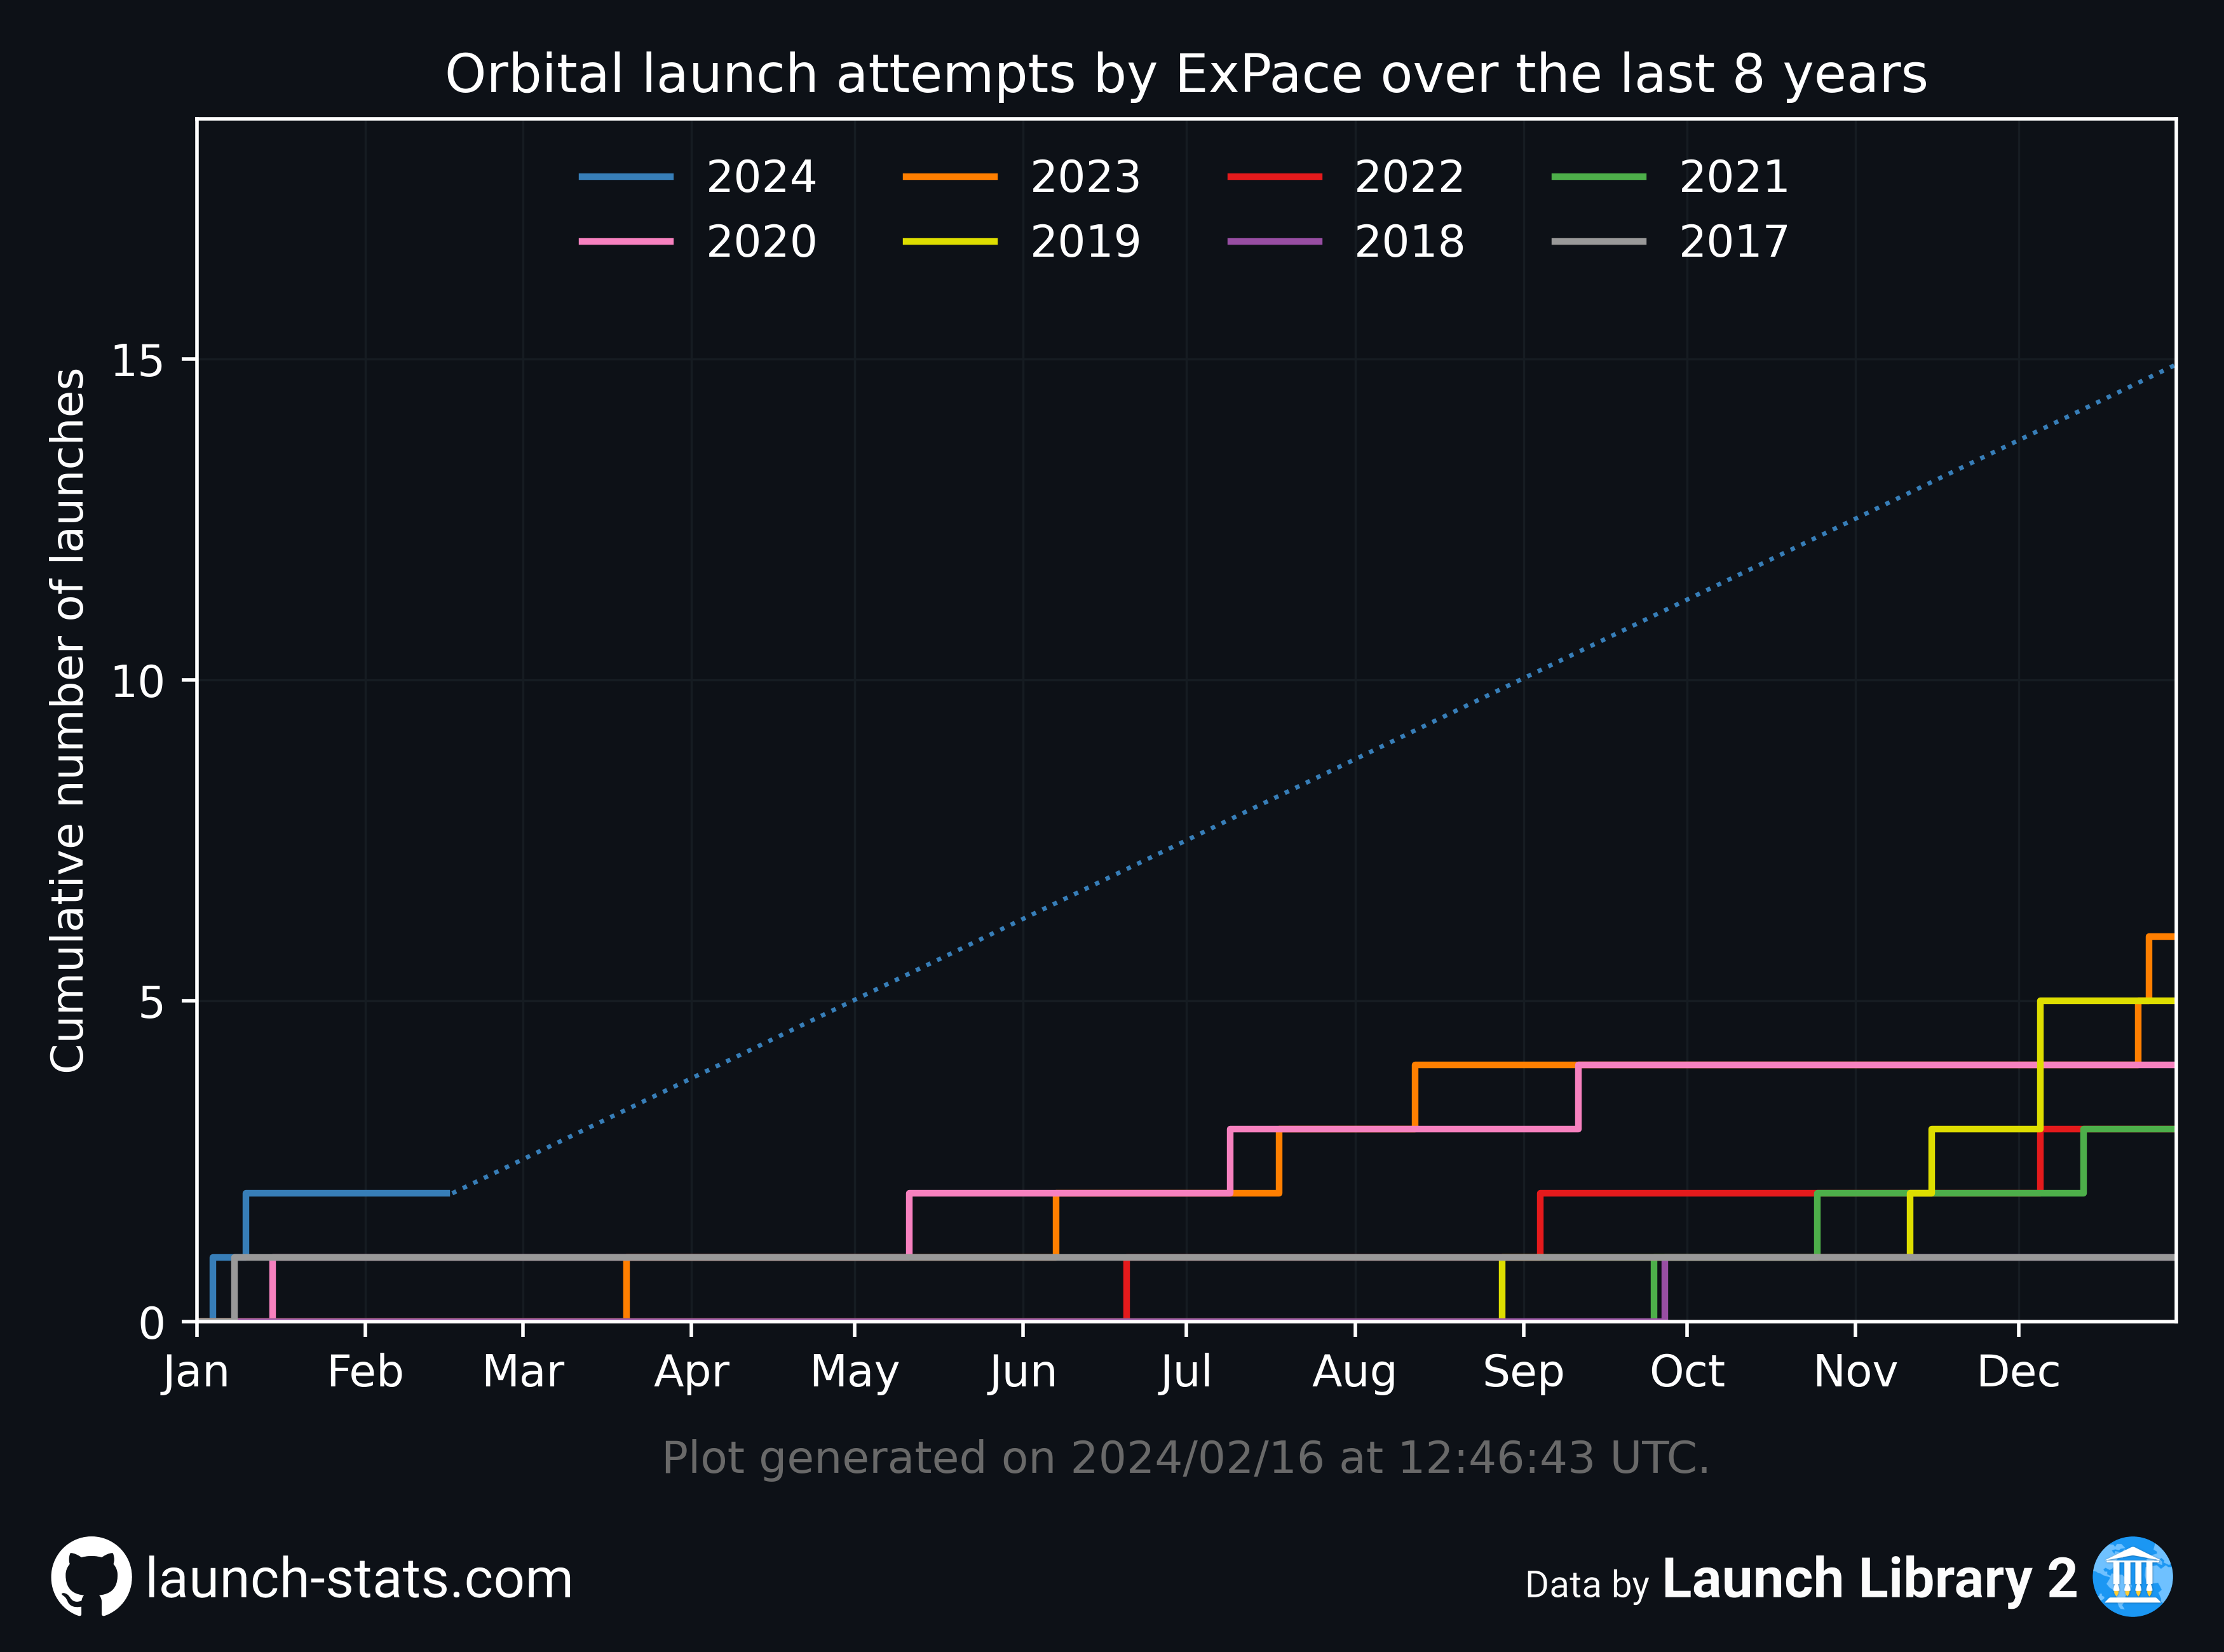 Orbital launch attempts by ExPace over the last 8 years
2024 2023 2022 2021
2020 2019 2018 2017
Cumulative number of launches
15
10
5
0
Jan Feb Mar Apr May Jun Jul Aug Sep Oct Nov Dec
Plot generated on 2024/02/16 at 12:46:43 UTC.
launch-stats.com
Data by Launch Library 2